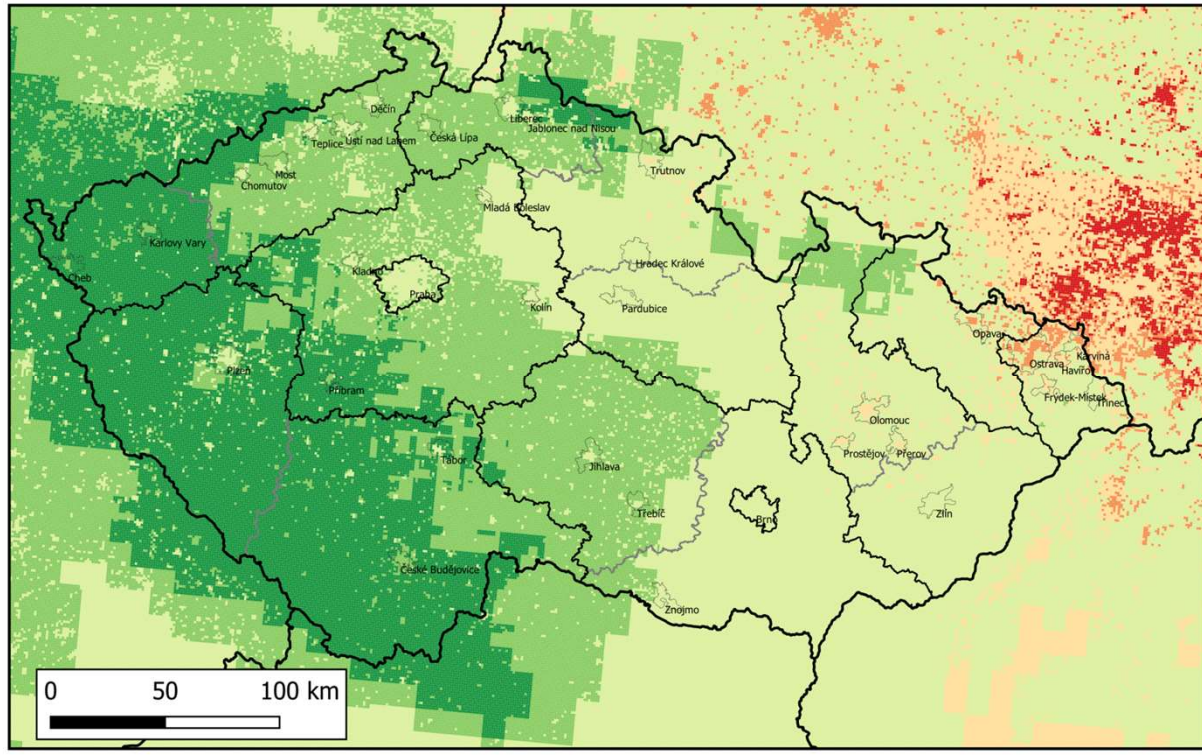 Děčín
Liberec
Jablonec nad Nisou
Teplice
Ústí nad Labem
Česká Lípa
Most
Chomutov
Trutnov
Mladá Boleslav
Karlovy Vary
Cheb
Hradec Králové
Kladno
Praha
Kolín
Pardubice
Opava
Karviná
Ostrava
Havířov
Plzeň
Příbram
Frýdek-Místek
Třinec
Olomouc
Prostějov
Přerov
Tábor
Jihlava
Třebíč
Brno
Zlín
České Budějovice
Znojmo
0 50 100 km